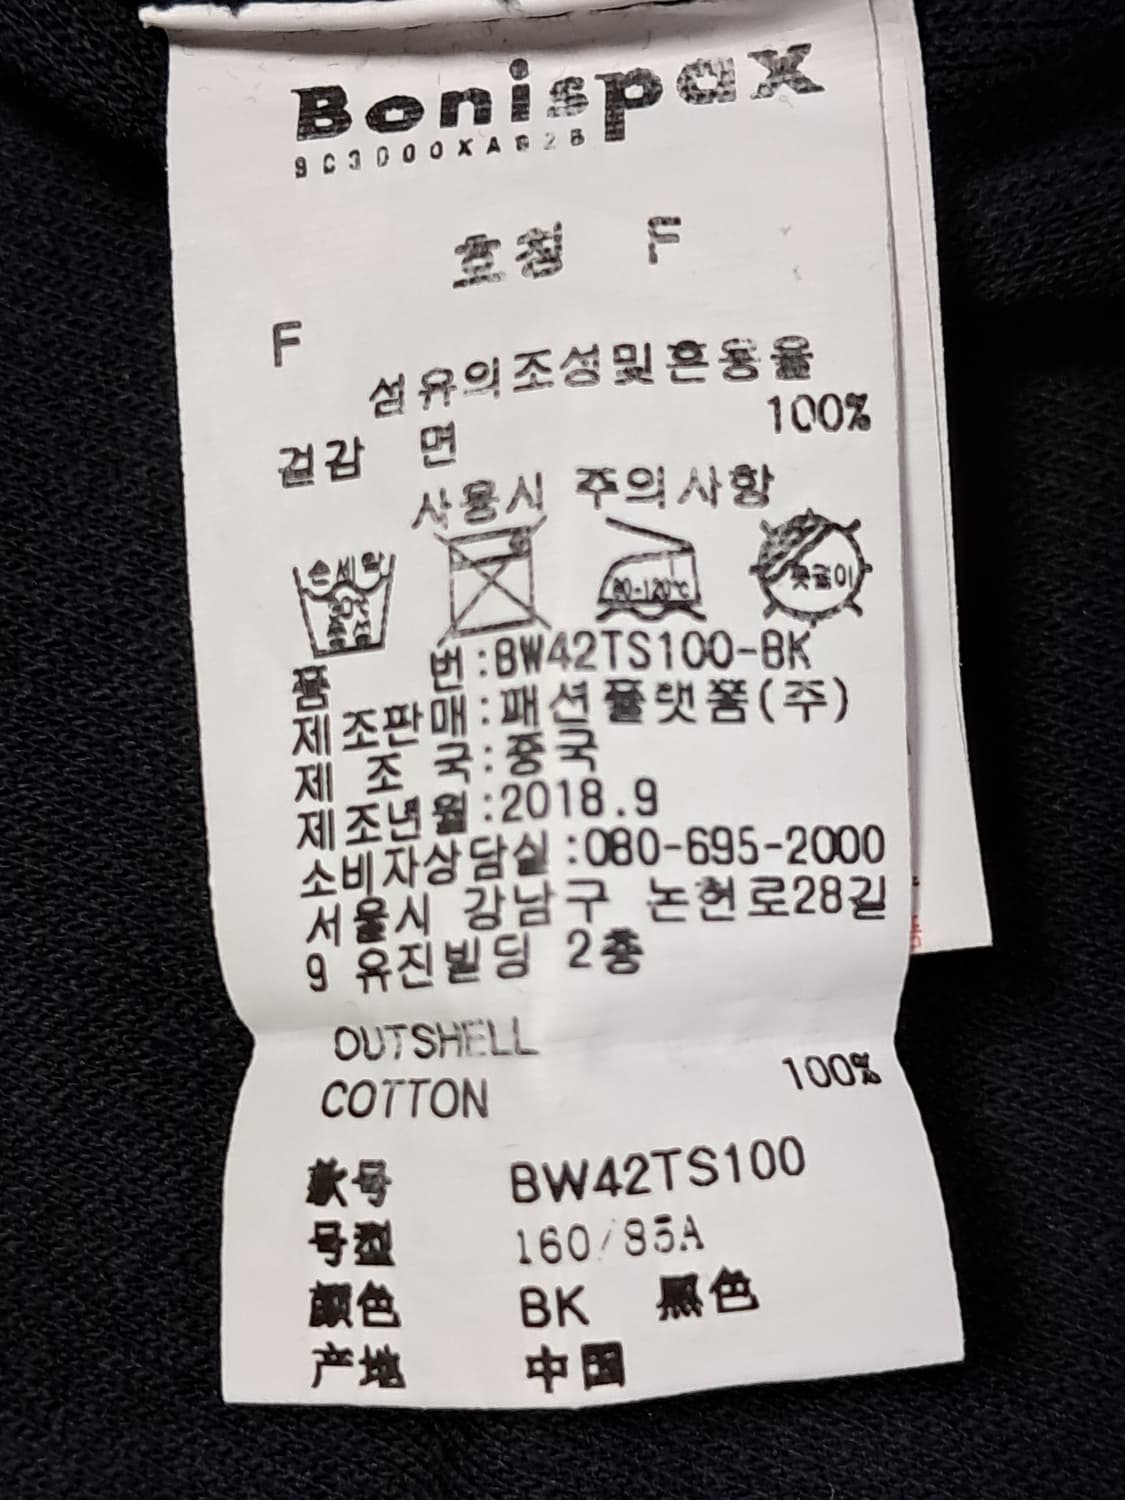 Bonispax
호칭 F
F
섬유의조성및혼용율
겉감 면 100%
사용시 주의사항
손세탁
80-120℃
품 번:BW42TS100-BK
제조판매:패션플랫폼(주)
제 조 국:중국
제조년월:2018.9
소비자상담실:080-695-2000
서울시 강남구 논현로28길
9 유진빌딩 2층
OUTSHELL
COTTON 100%
款号 BW42TS100
号型 160/85A
颜色 BK 黑色
产地 中国